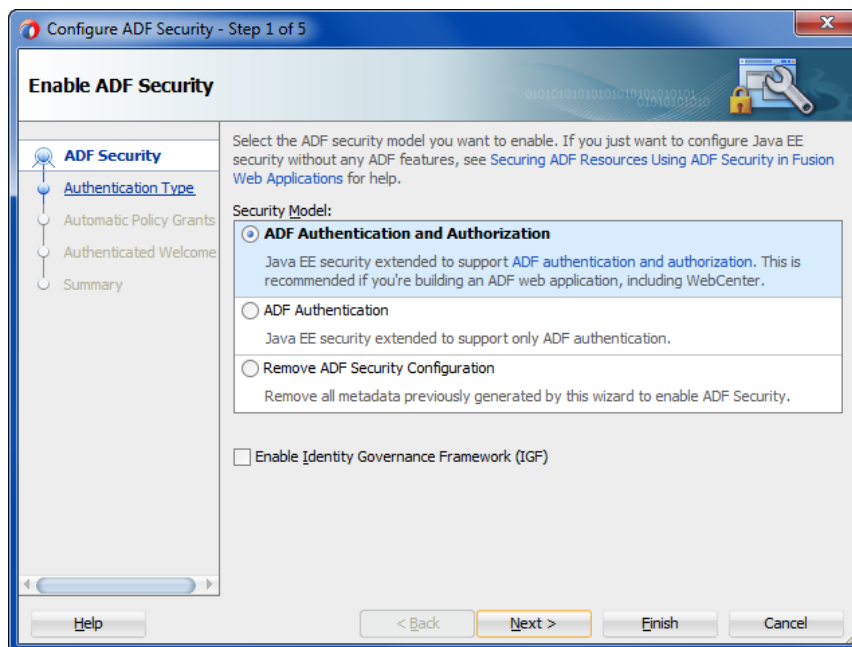 Configure ADF Security - Step 1 of 5
Enable ADF Security
0101010101010101010101010101
0101010101010
ADF Security
Authentication Type
Automatic Policy Grants
Authenticated Welcome
Summary
Select the ADF security model you want to enable. If you just want to configure Java EE
security without any ADF features, see Securing ADF Resources Using ADF Security in Fusion
Web Applications for help.
Security Model:
ADF Authentication and Authorization
Java EE security extended to support ADF authentication and authorization. This is
recommended if you're building an ADF web application, including WebCenter.
ADF Authentication
Java EE security extended to support only ADF authentication.
Remove ADF Security Configuration
Remove all metadata previously generated by this wizard to enable ADF Security.
Enable Identity Governance Framework (IGF)
Help
< Back
Next >
Finish
Cancel